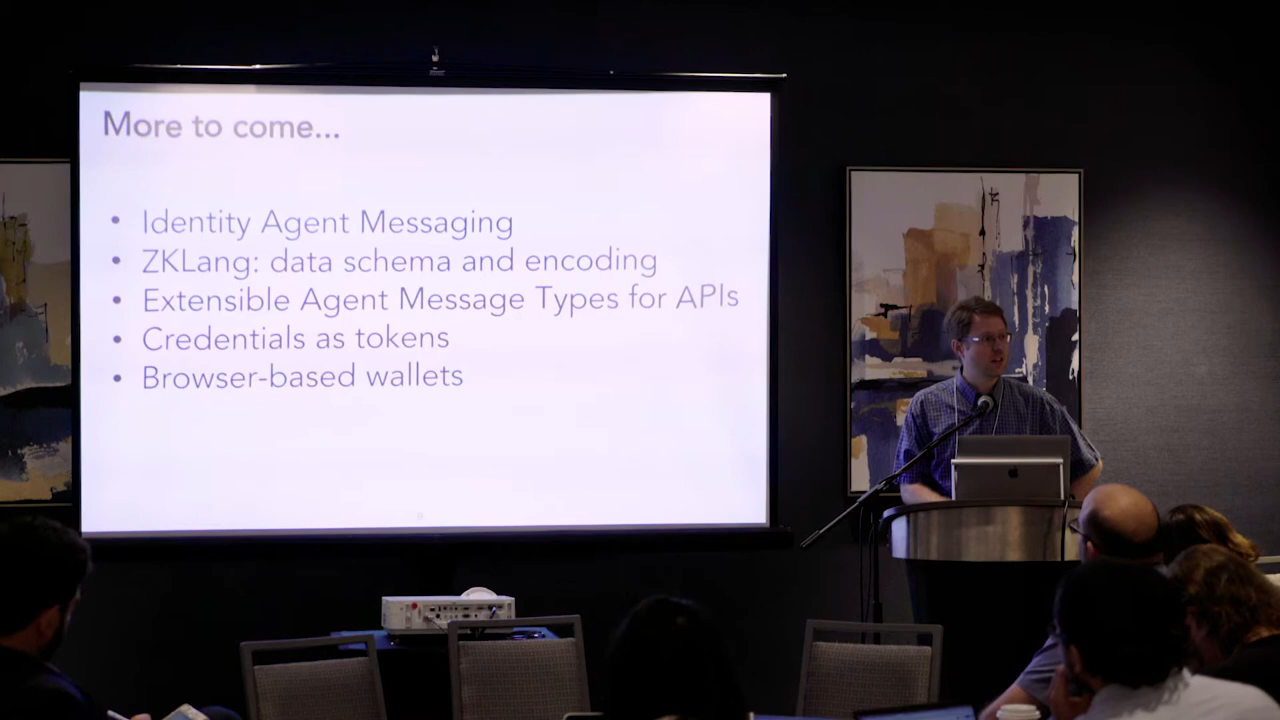 More to come...
• Identity Agent Messaging
• ZKLang: data schema and encoding
• Extensible Agent Message Types for APIs
• Credentials as tokens
• Browser-based wallets